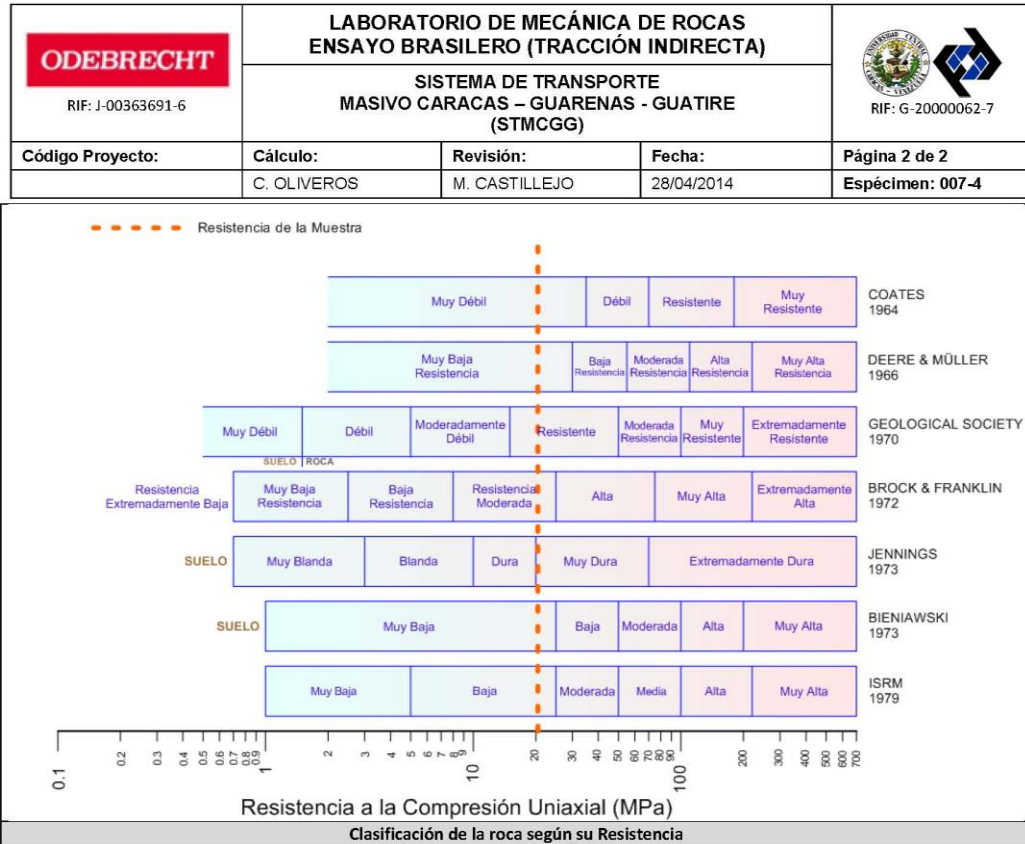 ODEBRECHT
RIF: J-00363691-6
LABORATORIO DE MECÁNICA DE ROCAS
ENSAYO BRASILERO (TRACCIÓN INDIRECTA)
SISTEMA DE TRANSPORTE
MASIVO CARACAS – GUARENAS - GUATIRE
(STMCGG)
UNIVERSIDAD CENTRAL
CARACAS - VENEZUELA
RIF: G-20000062-7
Código Proyecto:
Cálculo:
Revisión:
Fecha:
Página 2 de 2
C. OLIVEROS
M. CASTILLEJO
28/04/2014
Espécimen: 007-4
Resistencia de la Muestra
Muy Débil
Débil
Resistente
Muy
Resistente
COATES
1964
Muy Baja
Resistencia
Baja
Resistencia
Moderada
Resistencia
Alta
Resistencia
Muy Alta
Resistencia
DEERE & MÜLLER
1966
Muy Débil
Débil
Moderadamente
Débil
Resistente
Moderada
Resistencia
Muy
Resistente
Extremadamente
Resistente
GEOLOGICAL SOCIETY
1970
SUELO
ROCA
Resistencia
Extremadamente Baja
Muy Baja
Resistencia
Baja
Resistencia
Resistencia
Moderada
Alta
Muy Alta
Extremadamente
Alta
BROCK & FRANKLIN
1972
SUELO
Muy Blanda
Blanda
Dura
Muy Dura
Extremadamente Dura
JENNINGS
1973
SUELO
Muy Baja
Baja
Moderada
Alta
Muy Alta
BIENIAWSKI
1973
Muy Baja
Baja
Moderada
Media
Alta
Muy Alta
ISRM
1979
0.1
0.2
0.3
0.4
0.5
0.6
0.7
0.8
0.9
1
2
3
4
5
6
7
8
9
10
20
30
40
50
60
70
80
90
100
200
300
400
500
600
700
Resistencia a la Compresión Uniaxial (MPa)
Clasificación de la roca según su Resistencia